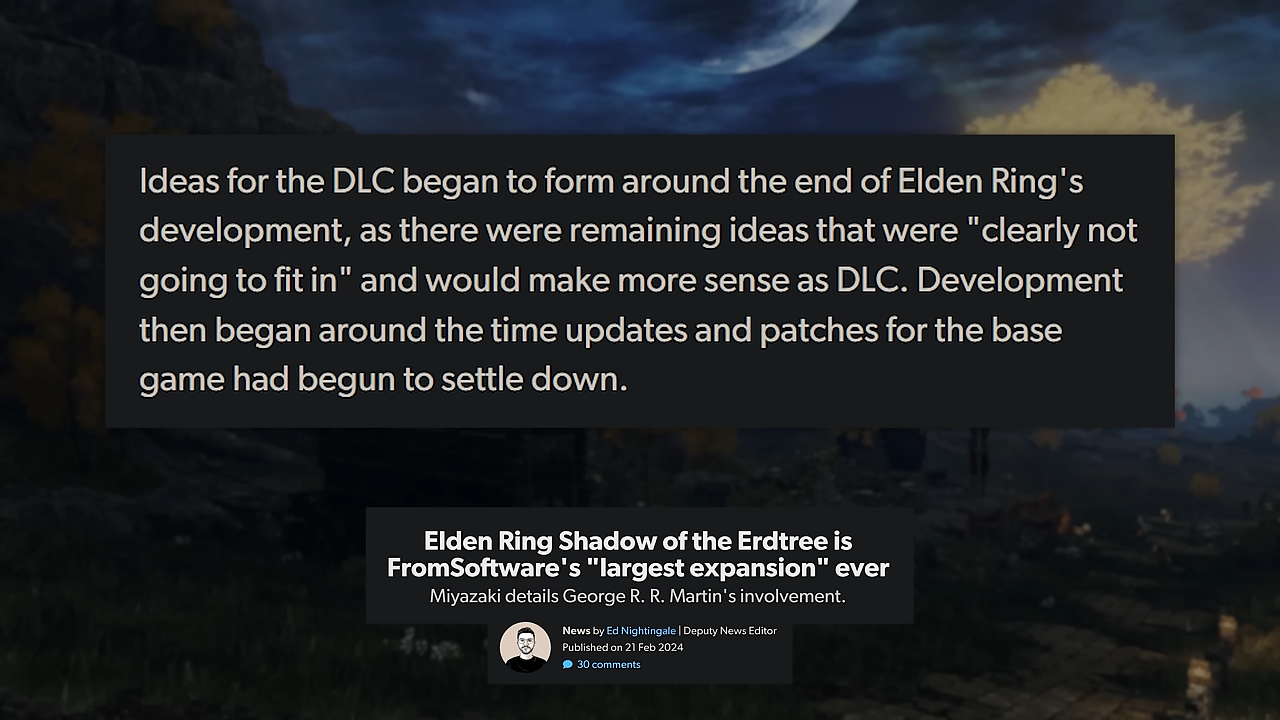 Ideas for the DLC began to form around the end of Elden Ring's
development, as there were remaining ideas that were "clearly not
going to fit in" and would make more sense as DLC. Development
then began around the time updates and patches for the base
game had begun to settle down.
Elden Ring Shadow of the Erdtree is
FromSoftware's "largest expansion" ever
Miyazaki details George R. R. Martin's involvement.
News by Ed Nightingale | Deputy News Editor
Published on 21 Feb 2024
30 comments